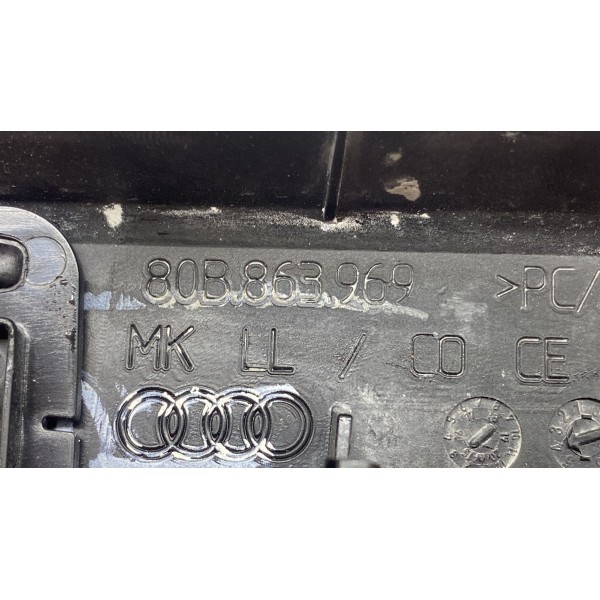 80B.863.969 >PC/
MK LL / CO CE